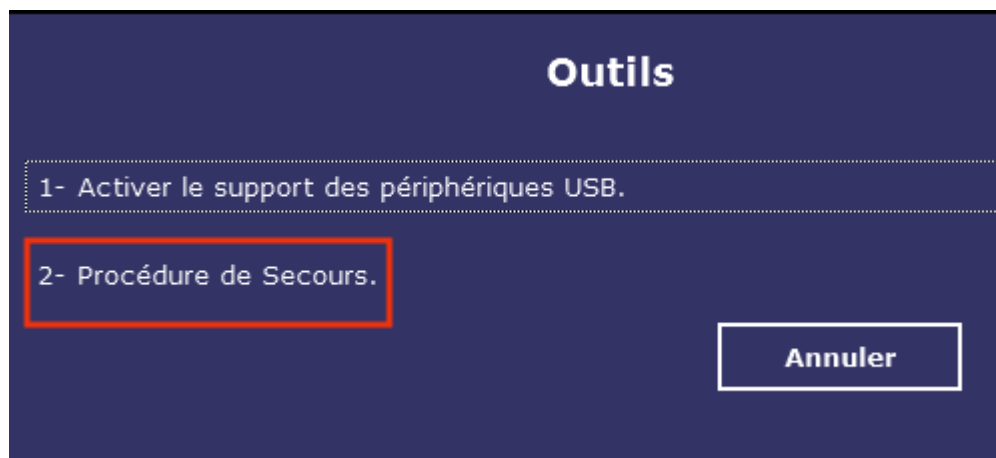 Outils
1- Activer le support des périphériques USB.
2- Procédure de Secours.
Annuler